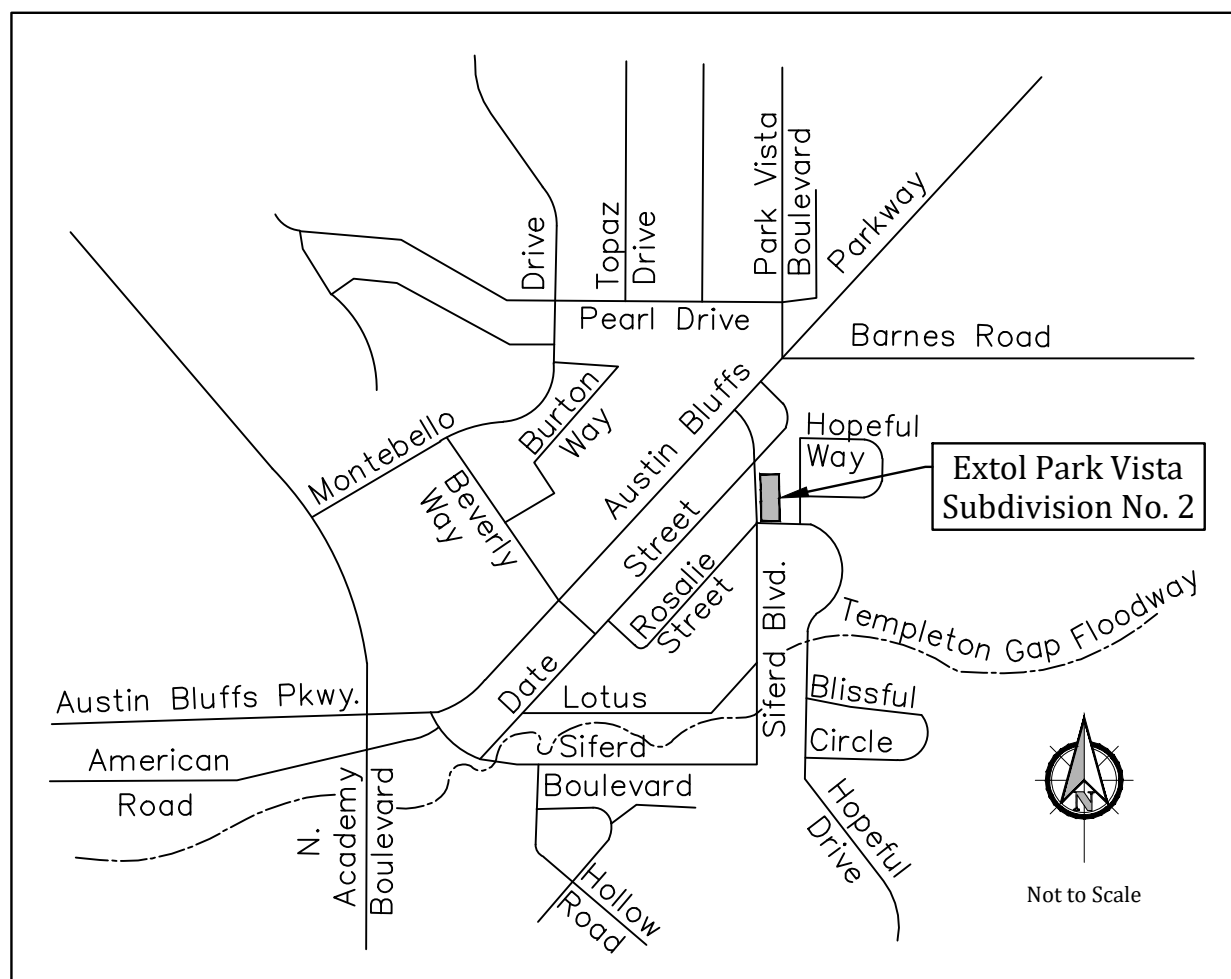 Park Vista
Boulevard
Parkway
Topaz
Drive
Drive
Pearl Drive
Barnes Road
Austin Bluffs
Burton
Way
Montebello
Hopeful
Way
Extol Park Vista
Subdivision No. 2
Beverly
Way
Street
Rosalie
Street
Siferd Blvd.
Templeton Gap Floodway
Date
Lotus
Austin Bluffs Pkwy.
Blissful
Circle
Siferd
Boulevard
American
Road
N.
Academy
Boulevard
Hopeful
Drive
Hollow
Road
N
Not to Scale